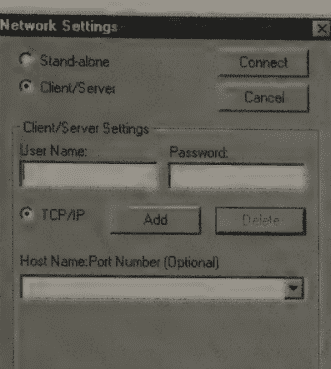 Network Settings
Stand-alone
Connect
Client/Server
Cancel
Client/Server Settings
User Name:
Password:
TCP/IP
Add
Delete
Host Name:Port Number (Optional)